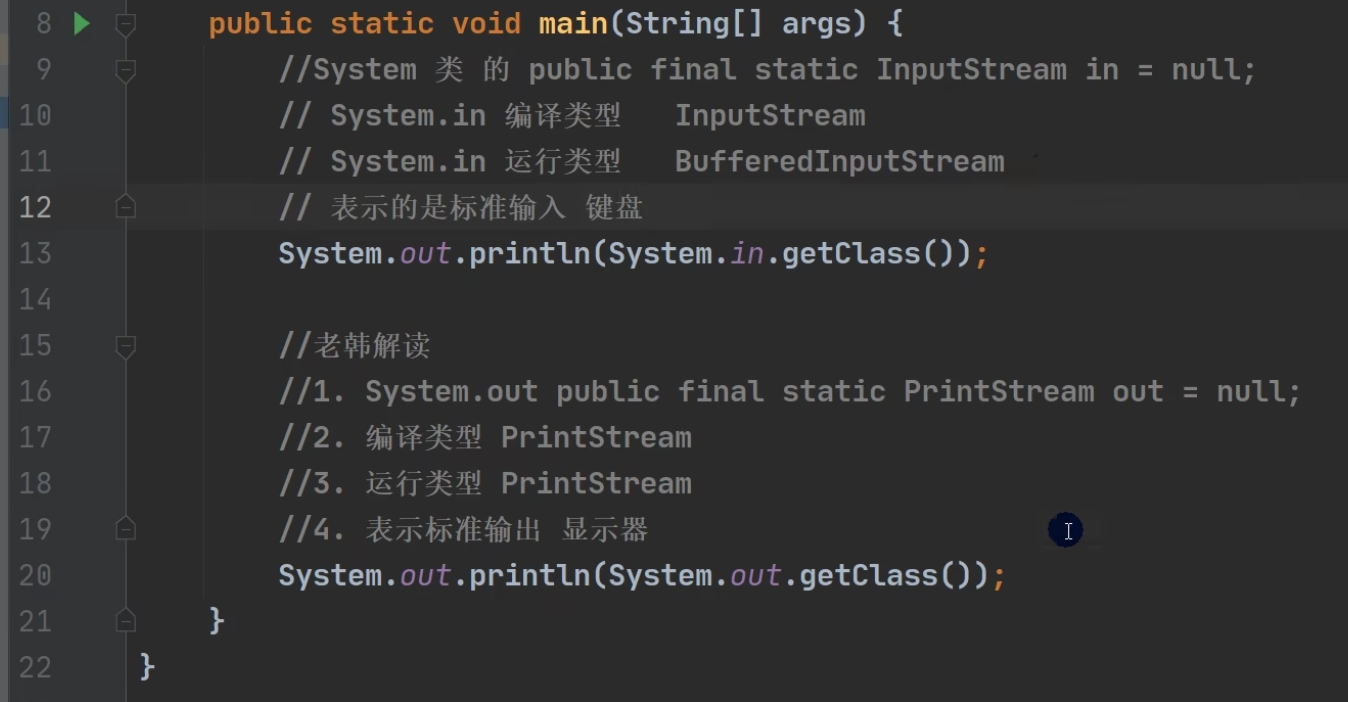 8 public static void main(String[] args) {
9 //System 类 的 public final static InputStream in = null;
10 // System.in 编译类型 InputStream
11 // System.in 运行类型 BufferedInputStream
12 // 表示的是标准输入 键盘
13 System.out.println(System.in.getClass());
14
15 //老韩解读
16 //1. System.out public final static PrintStream out = null;
17 //2. 编译类型 PrintStream
18 //3. 运行类型 PrintStream
19 //4. 表示标准输出 显示器
20 System.out.println(System.out.getClass());
21 }
22 }